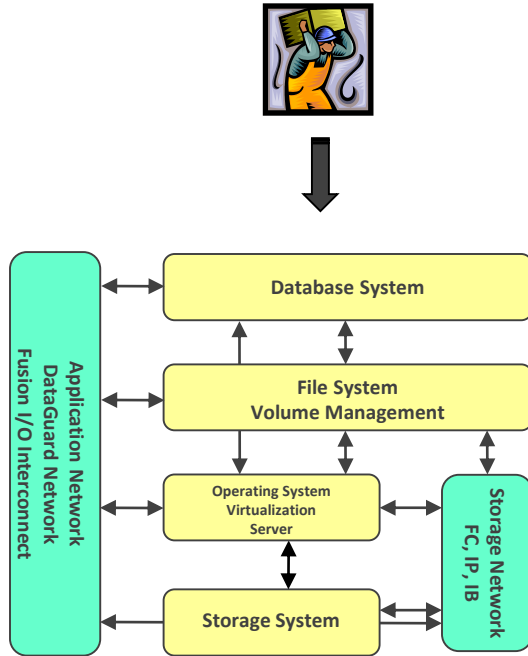 Database System
Application Network
DataGuard Network
Fusion I/O Interconnect
File System
Volume Management
Operating System
Virtualization
Server
Storage Network
FC, IP, IB
Storage System